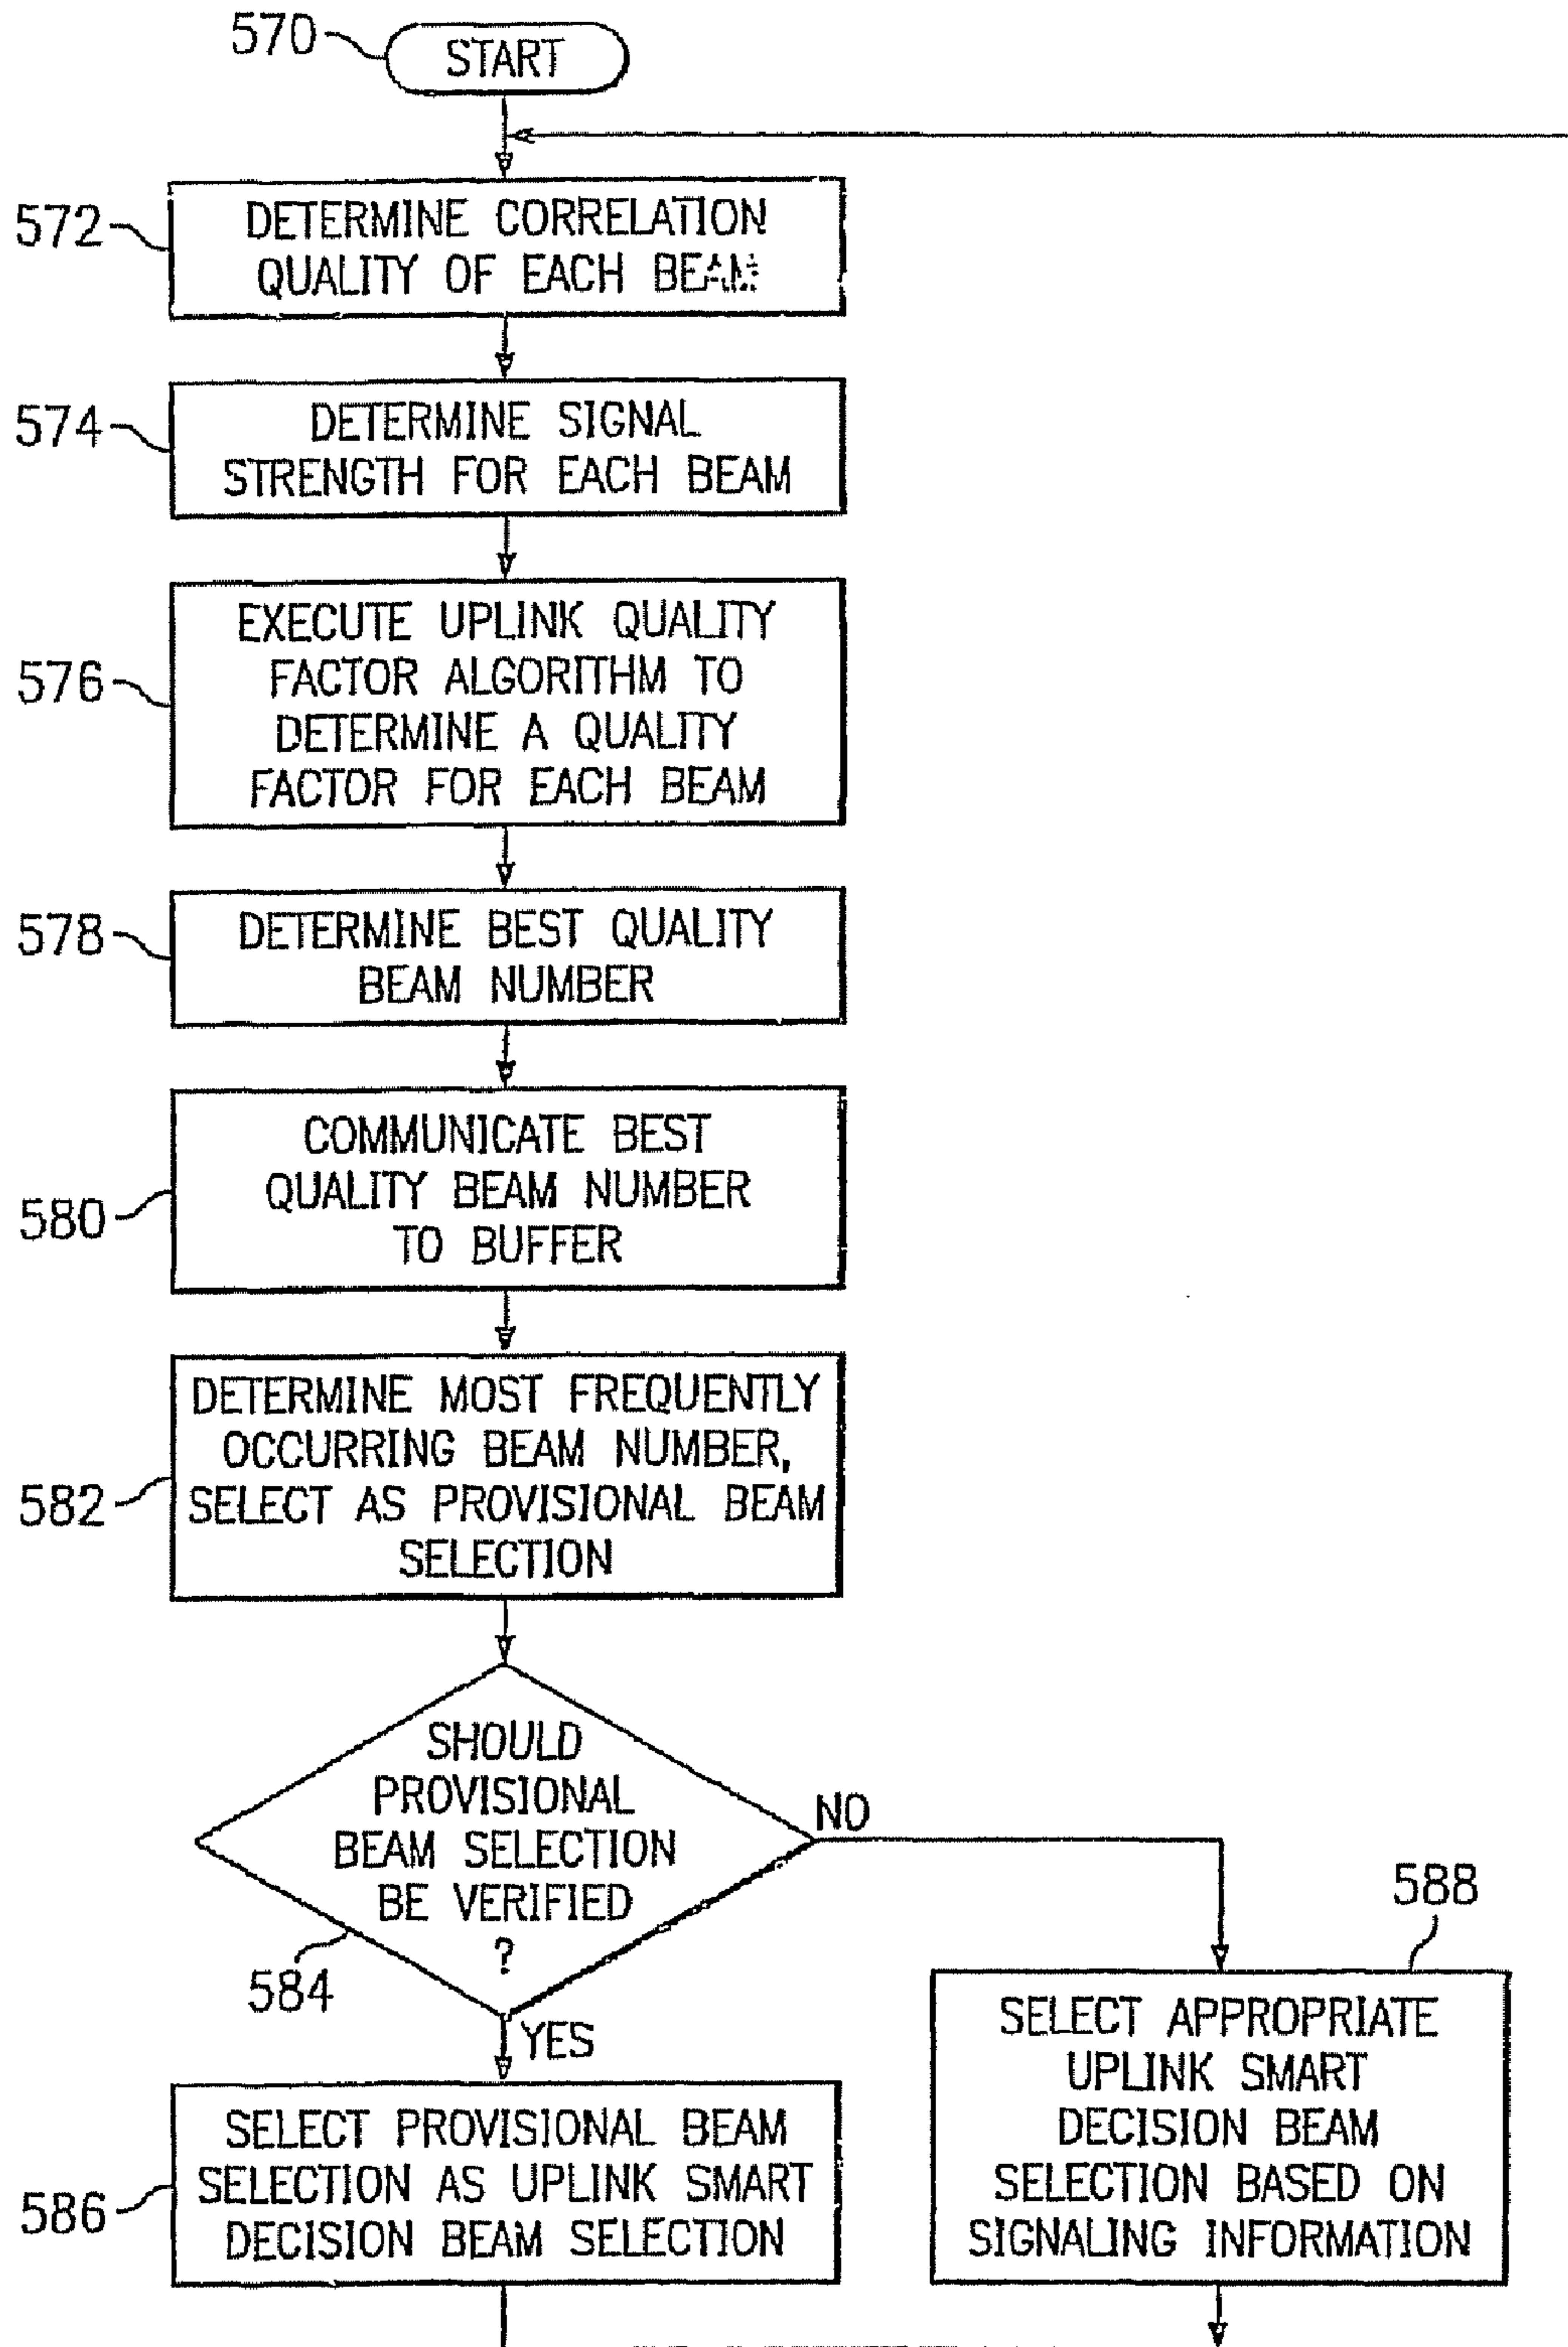 570
START
572
DETERMINE CORRELATION
QUALITY OF EACH BEAM
574
DETERMINE SIGNAL
STRENGTH FOR EACH BEAM
576
EXECUTE UPLINK QUALITY
FACTOR ALGORITHM TO
DETERMINE A QUALITY
FACTOR FOR EACH BEAM
578
DETERMINE BEST QUALITY
BEAM NUMBER
580
COMMUNICATE BEST
QUALITY BEAM NUMBER
TO BUFFER
582
DETERMINE MOST FREQUENTLY
OCCURRING BEAM NUMBER,
SELECT AS PROVISIONAL BEAM
SELECTION
SHOULD
PROVISIONAL
BEAM SELECTION
BE VERIFIED
?
584
NO
YES
586
SELECT PROVISIONAL BEAM
SELECTION AS UPLINK SMART
DECISION BEAM SELECTION
588
SELECT APPROPRIATE
UPLINK SMART
DECISION BEAM
SELECTION BASED ON
SIGNALING INFORMATION